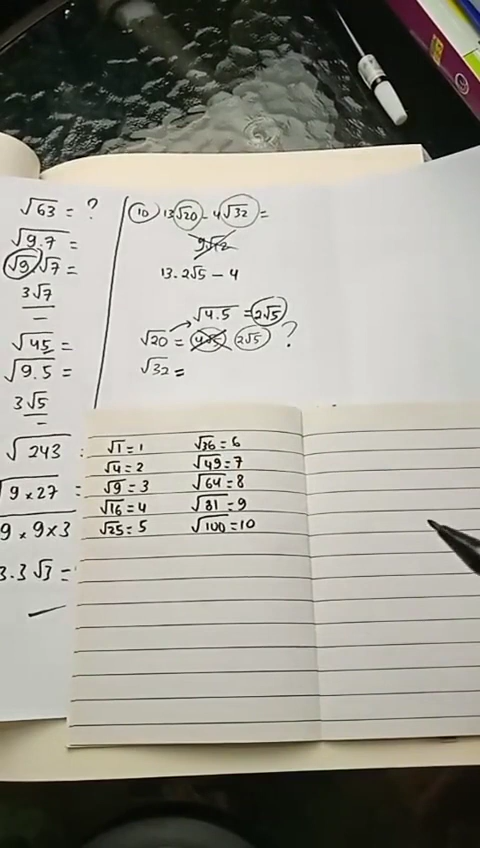 √63 = ?
√9.7 =
√9.√7 =
3√7
√45 =
√9.5 =
3√5
√243 :
√9 x 27 =
9 x 9 x 3
3.3√3 =
10 13√20 - 4√32 =
13.2√5 - 4
√4.5 = 2√5
√20 = 4√5 2√5 ?
√32 =
√1 = 1 √36 = 6
√4 = 2 √49 = 7
√9 = 3 √64 = 8
√16 = 4 √81 = 9
√25 = 5 √100 = 10